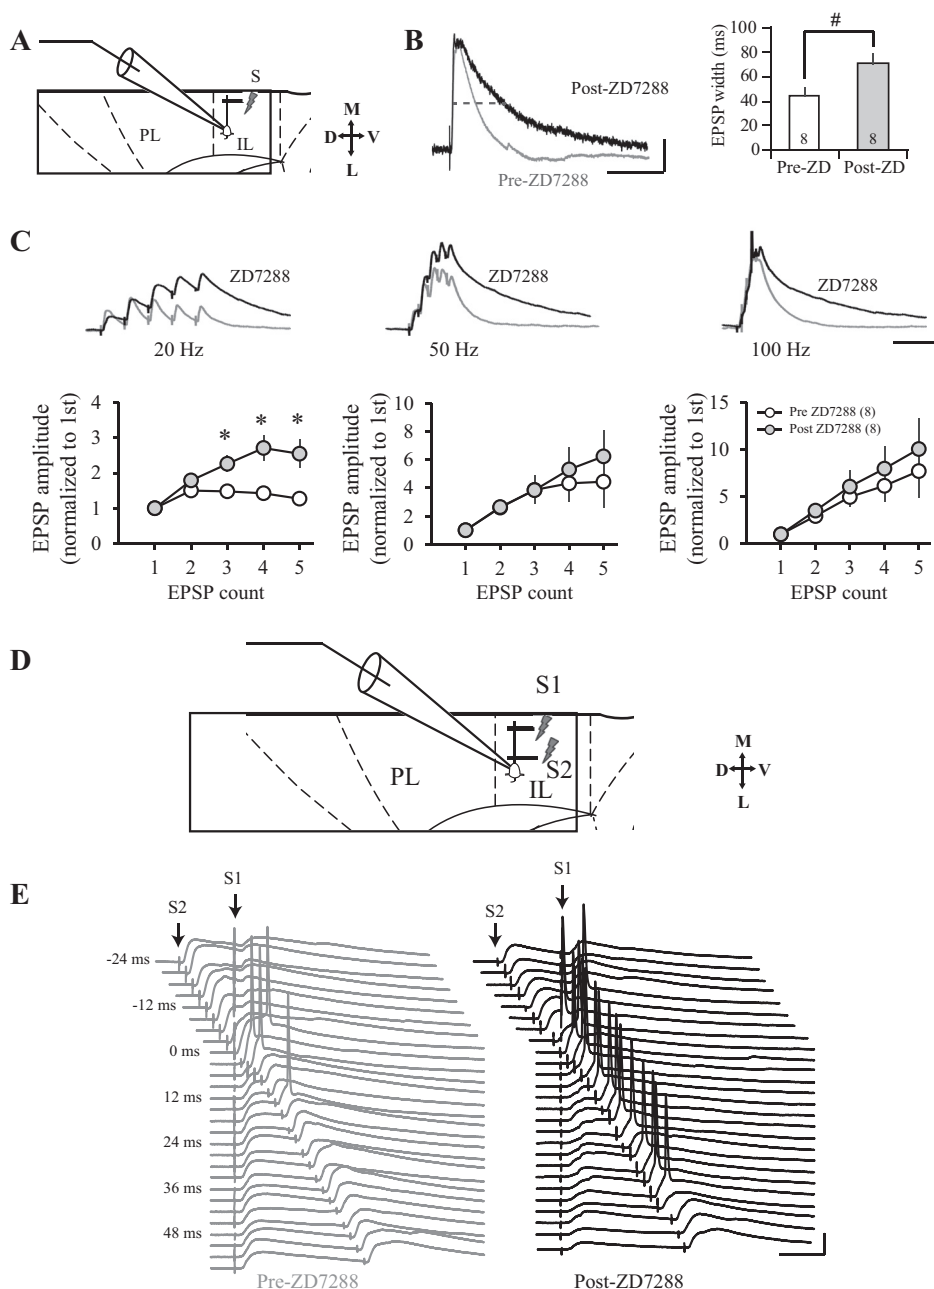 A
S
PL
IL
M
D V
L
B
Post-ZD7288
Pre-ZD7288
EPSP width (ms)
100
80
60
40
20
0
#
8
8
Pre-ZD Post-ZD
C
ZD7288
20 Hz
ZD7288
50 Hz
ZD7288
100 Hz
EPSP amplitude
(normalized to 1st)
4
3
2
1
0
* * *
1 2 3 4 5
EPSP count
EPSP amplitude
(normalized to 1st)
10
8
6
4
2
0
1 2 3 4 5
EPSP count
EPSP amplitude
(normalized to 1st)
15
10
5
0
Pre ZD7288 (8)
Post ZD7288 (8)
1 2 3 4 5
EPSP count
D
S1
S2
PL
IL
M
D V
L
E
S1
S2
-24 ms
-12 ms
0 ms
12 ms
24 ms
36 ms
48 ms
Pre-ZD7288
S1
S2
Post-ZD7288